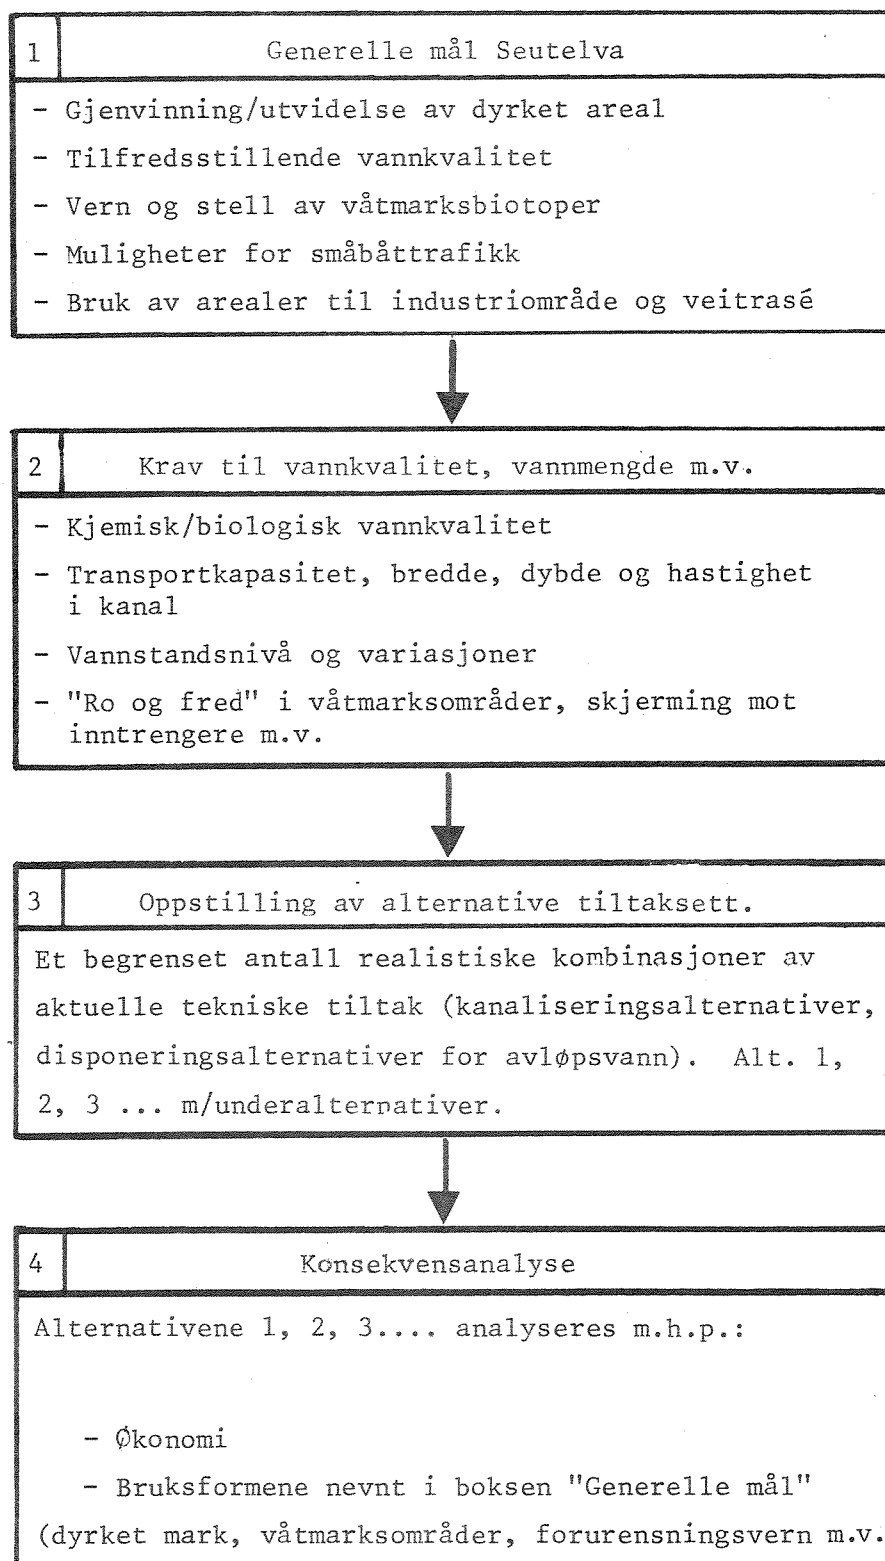 1 Generelle mål Seutelva
- Gjenvinning/utvidelse av dyrket areal
- Tilfredsstillende vannkvalitet
- Vern og stell av våtmarksbiotoper
- Muligheter for småbåttrafikk
- Bruk av arealer til industriområde og veitrasé
2 Krav til vannkvalitet, vannmengde m.v.
- Kjemisk/biologisk vannkvalitet
- Transportkapasitet, bredde, dybde og hastighet
i kanal
- Vannstandsnivå og variasjoner
- "Ro og fred" i våtmarksområder, skjerming mot
inntrengere m.v.
3 Oppstilling av alternative tiltaksett.
Et begrenset antall realistiske kombinasjoner av
aktuelle tekniske tiltak (kanaliseringsalternativer,
disponeringsalternativer for avløpsvann). Alt. 1,
2, 3 ... m/underalternativer.
4 Konsekvensanalyse
Alternativene 1, 2, 3.... analyseres m.h.p.:
- Økonomi
- Bruksformene nevnt i boksen "Generelle mål"
(dyrket mark, våtmarksområder, forurensningsvern m.v.